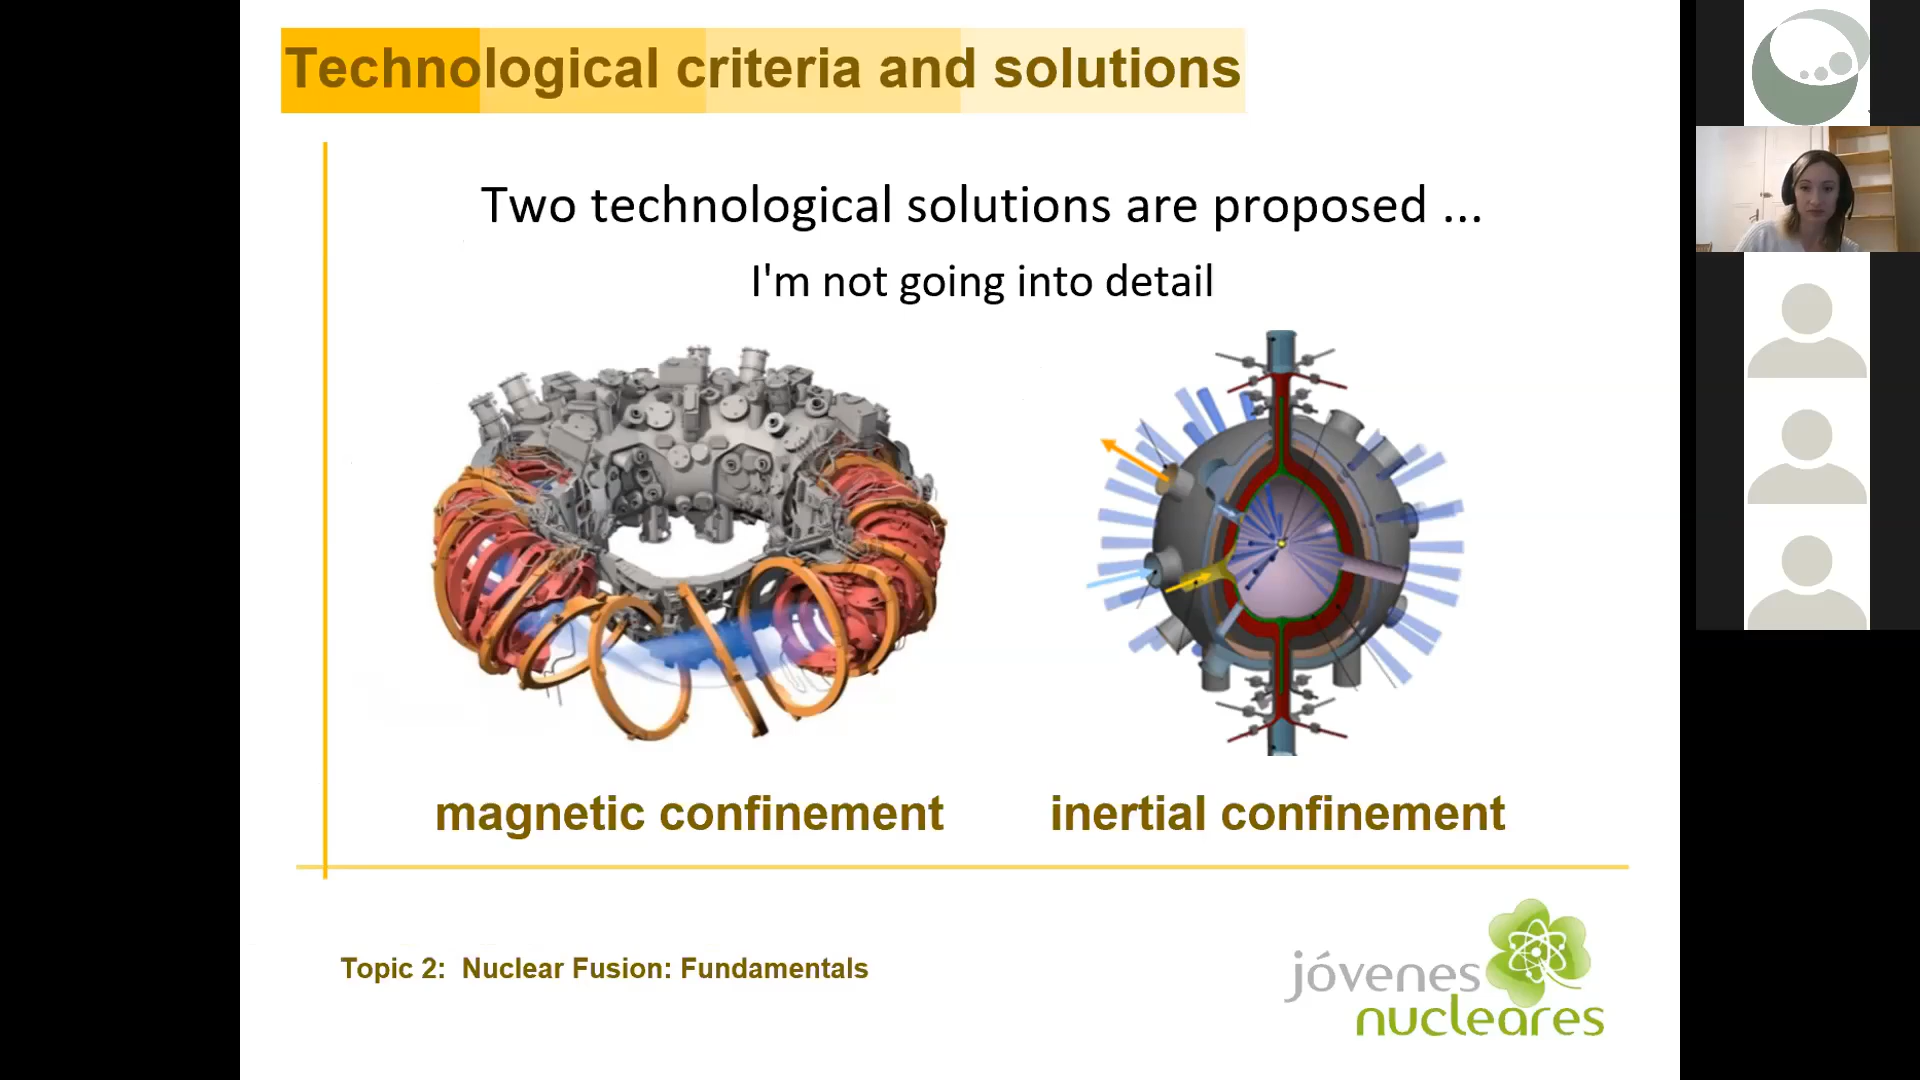 Technological criteria and solutions
Two technological solutions are proposed ...
I'm not going into detail
magnetic confinement
inertial confinement
Topic 2: Nuclear Fusion: Fundamentals
jóvenes
nucleares